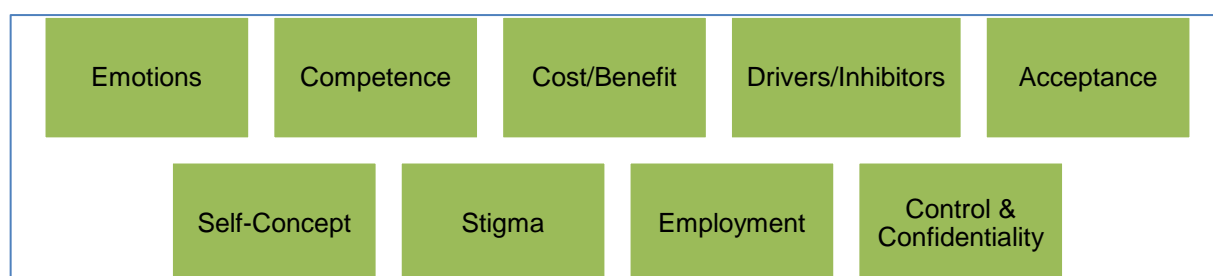 Emotions
Competence
Cost/Benefit
Drivers/Inhibitors
Acceptance
Self-Concept
Stigma
Employment
Control &
Confidentiality